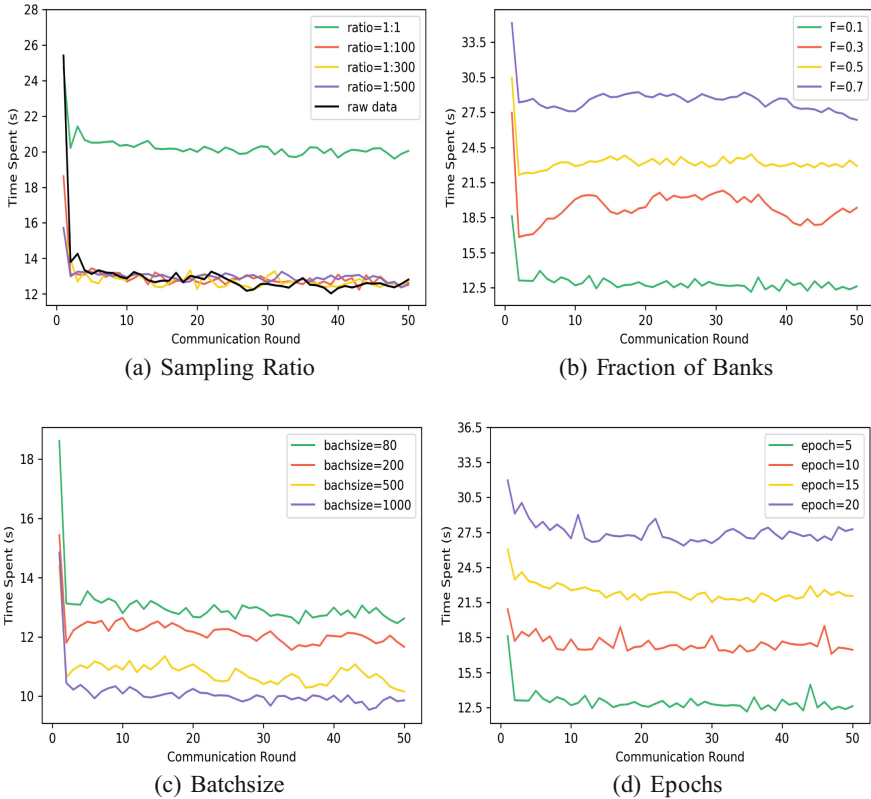 28
26
24
22
20
18
16
14
12
0
10
20
30
40
50
Time Spent (s)
Communication Round
ratio=1:1
ratio=1:100
ratio=1:300
ratio=1:500
raw data
(a) Sampling Ratio
33.5
30.5
27.5
24.5
21.5
18.5
15.5
12.5
0
10
20
30
40
50
Time Spent (s)
Communication Round
F=0.1
F=0.3
F=0.5
F=0.7
(b) Fraction of Banks
18
16
14
12
10
0
10
20
30
40
50
Time Spent (s)
Communication Round
bachsize=80
bachsize=200
bachsize=500
bachsize=1000
(c) Batchsize
36.5
33.5
30.5
27.5
24.5
21.5
18.5
15.5
12.5
0
10
20
30
40
50
Time Spent (s)
Communication Round
epoch=5
epoch=10
epoch=15
epoch=20
(d) Epochs